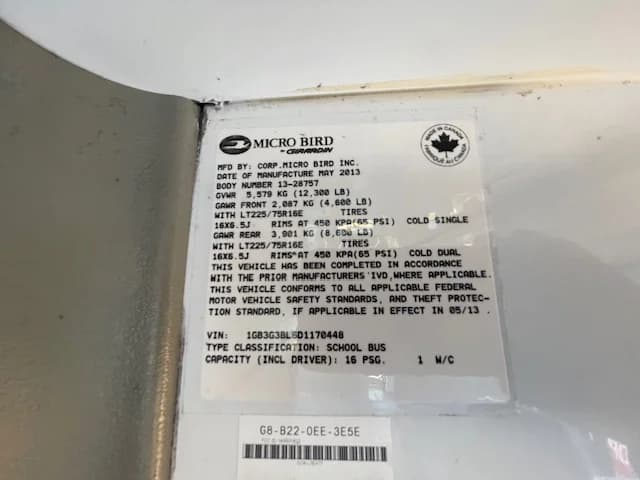 MICRO BIRD
by GIRARDIN
MADE IN CANADA
FABRIQUÉ AU CANADA
MFD BY: CORP.MICRO BIRD INC.
DATE OF MANUFACTURE MAY 2013
BODY NUMBER 13-28757
GVWR 5,579 KG (12,300 LB)
GAWR FRONT 2,087 KG (4,600 LB)
WITH LT225/75R16E TIRES
16X6.5J RIMS AT 450 KPA(65 PSI) COLD SINGLE
GAWR REAR 3,901 KG (8,600 LB)
WITH LT225/75R16E TIRES
16X6.5J RIMS AT 450 KPA(65 PSI) COLD DUAL
THIS VEHICLE HAS BEEN COMPLETED IN ACCORDANCE
WITH THE PRIOR MANUFACTURERS'IVD,WHERE APPLICABLE.
THIS VEHICLE CONFORMS TO ALL APPLICABLE FEDERAL
MOTOR VEHICLE SAFETY STANDARDS, AND THEFT PROTEC-
TION STANDARD, IF APPLICABLE IN EFFECT IN 05/13 .
VIN: 1GB3G3BL6D1170448
TYPE CLASSIFICATION: SCHOOL BUS
CAPACITY (INCL DRIVER): 16 PSG. 1 W/C
G8-B22-0EE-3E5E